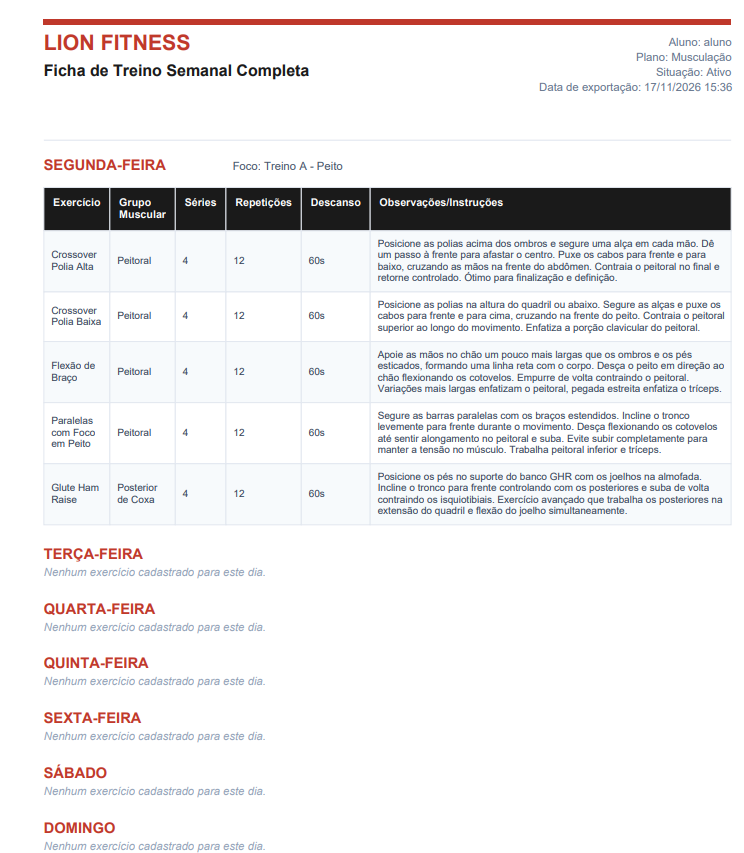 LION FITNESS
Ficha de Treino Semanal Completa
Aluno: aluno
Plano: Musculação
Situação: Ativo
Data de exportação: 17/11/2026 15:36
SEGUNDA-FEIRA
Foco: Treino A - Peito
Exercício
Grupo
Muscular
Séries
Repetições
Descanso
Observações/Instruções
Crossover
Polia Alta
Peitoral
4
12
60s
Posicione as polias acima dos ombros e segure uma alça em cada mão. Dê
um passo à frente para afastar o centro. Puxe os cabos para frente e para
baixo, cruzando as mãos na frente do abdômen. Contraia o peitoral no final e
retorne controlado. Ótimo para finalização e definição.
Crossover
Polia Baixa
Peitoral
4
12
60s
Posicione as polias na altura do quadril ou abaixo. Segure as alças e puxe os
cabos para frente e para cima, cruzando na frente do peito. Contraia o peitoral
superior ao longo do movimento. Enfatiza a porção clavicular do peitoral.
Flexão de
Braço
Peitoral
4
12
60s
Apoie as mãos no chão um pouco mais largas que os ombros e os pés
esticados, formando uma linha reta com o corpo. Desça o peito em direção ao
chão flexionando os cotovelos. Empurre de volta contraindo o peitoral.
Variações mais largas enfatizam o peitoral, pegada estreita enfatiza o tríceps.
Paralelas
com Foco
em Peito
Peitoral
4
12
60s
Segure as barras paralelas com os braços estendidos. Incline o tronco
levemente para frente durante o movimento. Desça flexionando os cotovelos
até sentir alongamento no peitoral e suba. Evite subir completamente para
manter a tensão no músculo. Trabalha peitoral inferior e tríceps.
Glute Ham
Raise
Posterior
de Coxa
4
12
60s
Posicione os pés no suporte do banco GHR com os joelhos na almofada.
Incline o tronco para frente controlando com os posteriores e suba de volta
contraindo os isquiotibiais. Exercício avançado que trabalha os posteriores na
extensão do quadril e flexão do joelho simultaneamente.
TERÇA-FEIRA
Nenhum exercício cadastrado para este dia.
QUARTA-FEIRA
Nenhum exercício cadastrado para este dia.
QUINTA-FEIRA
Nenhum exercício cadastrado para este dia.
SEXTA-FEIRA
Nenhum exercício cadastrado para este dia.
SÁBADO
Nenhum exercício cadastrado para este dia.
DOMINGO
Nenhum exercício cadastrado para este dia.